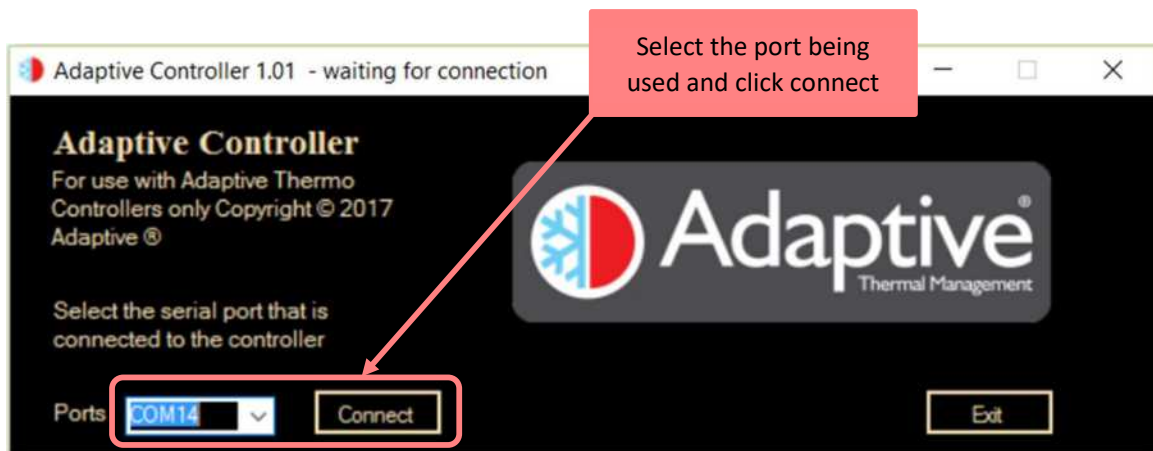 Select the port being
used and click connect
Adaptive Controller 1.01 - waiting for connection
Adaptive Controller
For use with Adaptive Thermo
Controllers only Copyright © 2017
Adaptive ®
Adaptive®
Thermal Management
Select the serial port that is
connected to the controller
Ports COM14 Connect Exit